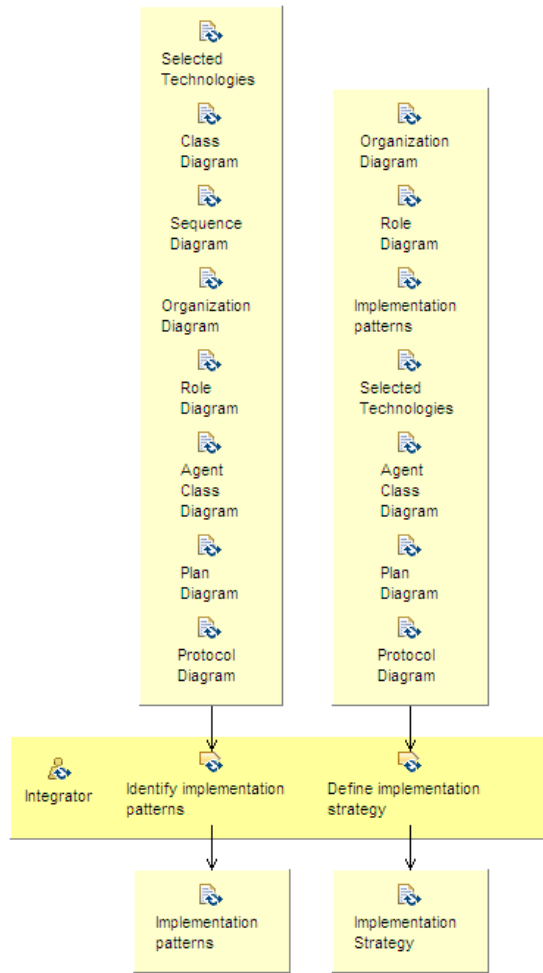 Selected
Technologies
Class
Diagram
Sequence
Diagram
Organization
Diagram
Role
Diagram
Agent
Class
Diagram
Plan
Diagram
Protocol
Diagram
Organization
Diagram
Role
Diagram
Implementation
patterns
Selected
Technologies
Agent
Class
Diagram
Plan
Diagram
Protocol
Diagram
Integrator
Identify implementation
patterns
Define implementation
strategy
Implementation
patterns
Implementation
Strategy